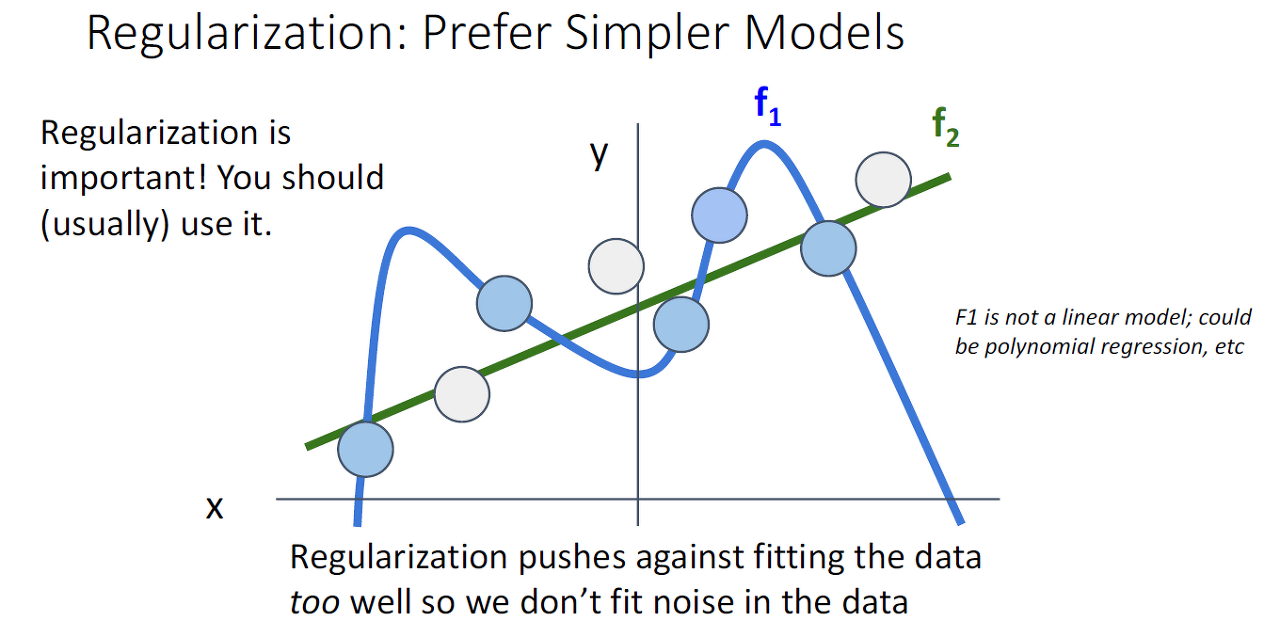 Regularization: Prefer Simpler Models
Regularization is
important! You should
(usually) use it.
y
f1
f2
F1 is not a linear model; could
be polynomial regression, etc
x
Regularization pushes against fitting the data
too well so we don’t fit noise in the data